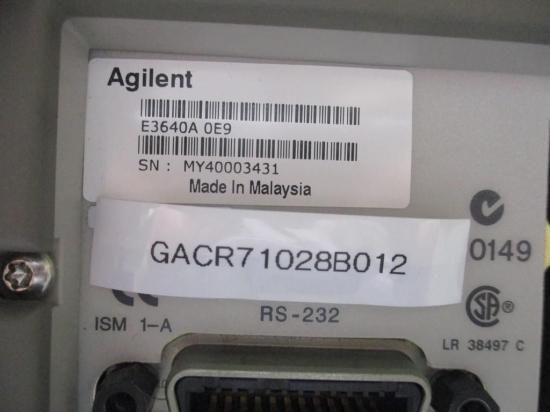 Agilent
E3640A 0E9
SN : MY40003431
Made In Malaysia
GACR71028B012
0149
ISM 1-A
RS-232
LR 38497 C